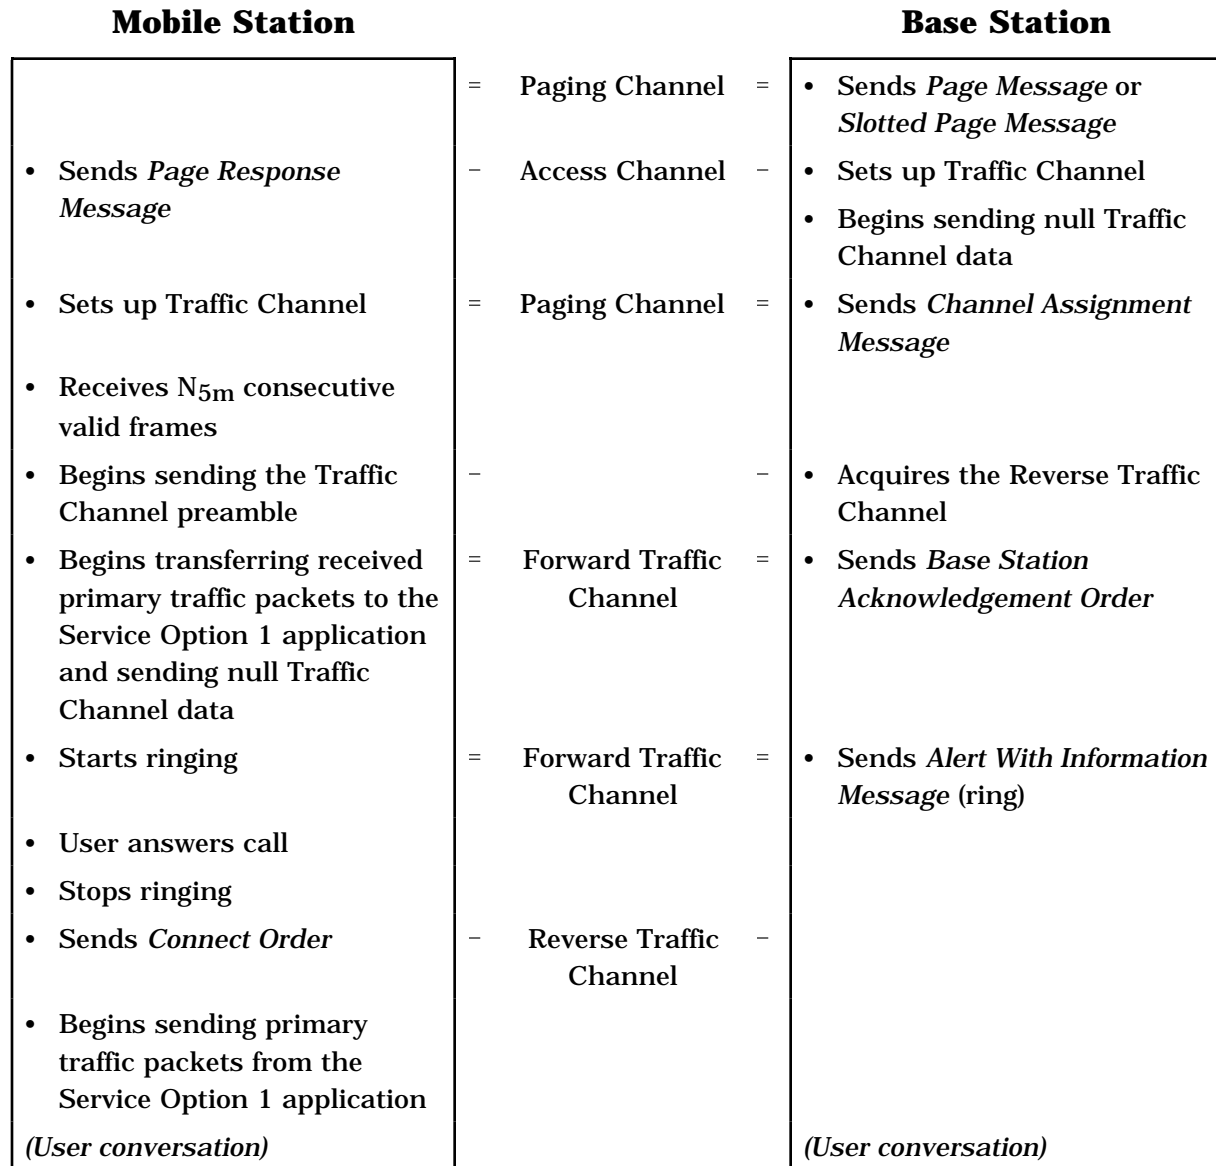 Mobile Station
Base Station
= Paging Channel =
• Sends Page Message or
Slotted Page Message
• Sends Page Response
Message
– Access Channel –
• Sets up Traffic Channel
• Begins sending null Traffic
Channel data
• Sets up Traffic Channel
= Paging Channel =
• Sends Channel Assignment
Message
• Receives N5m consecutive
valid frames
• Begins sending the Traffic
Channel preamble
– –
• Acquires the Reverse Traffic
Channel
• Begins transferring received
primary traffic packets to the
Service Option 1 application
and sending null Traffic
Channel data
= Forward Traffic =
Channel
• Sends Base Station
Acknowledgement Order
• Starts ringing
= Forward Traffic =
Channel
• Sends Alert With Information
Message (ring)
• User answers call
• Stops ringing
• Sends Connect Order
– Reverse Traffic –
Channel
• Begins sending primary
traffic packets from the
Service Option 1 application
(User conversation)
(User conversation)